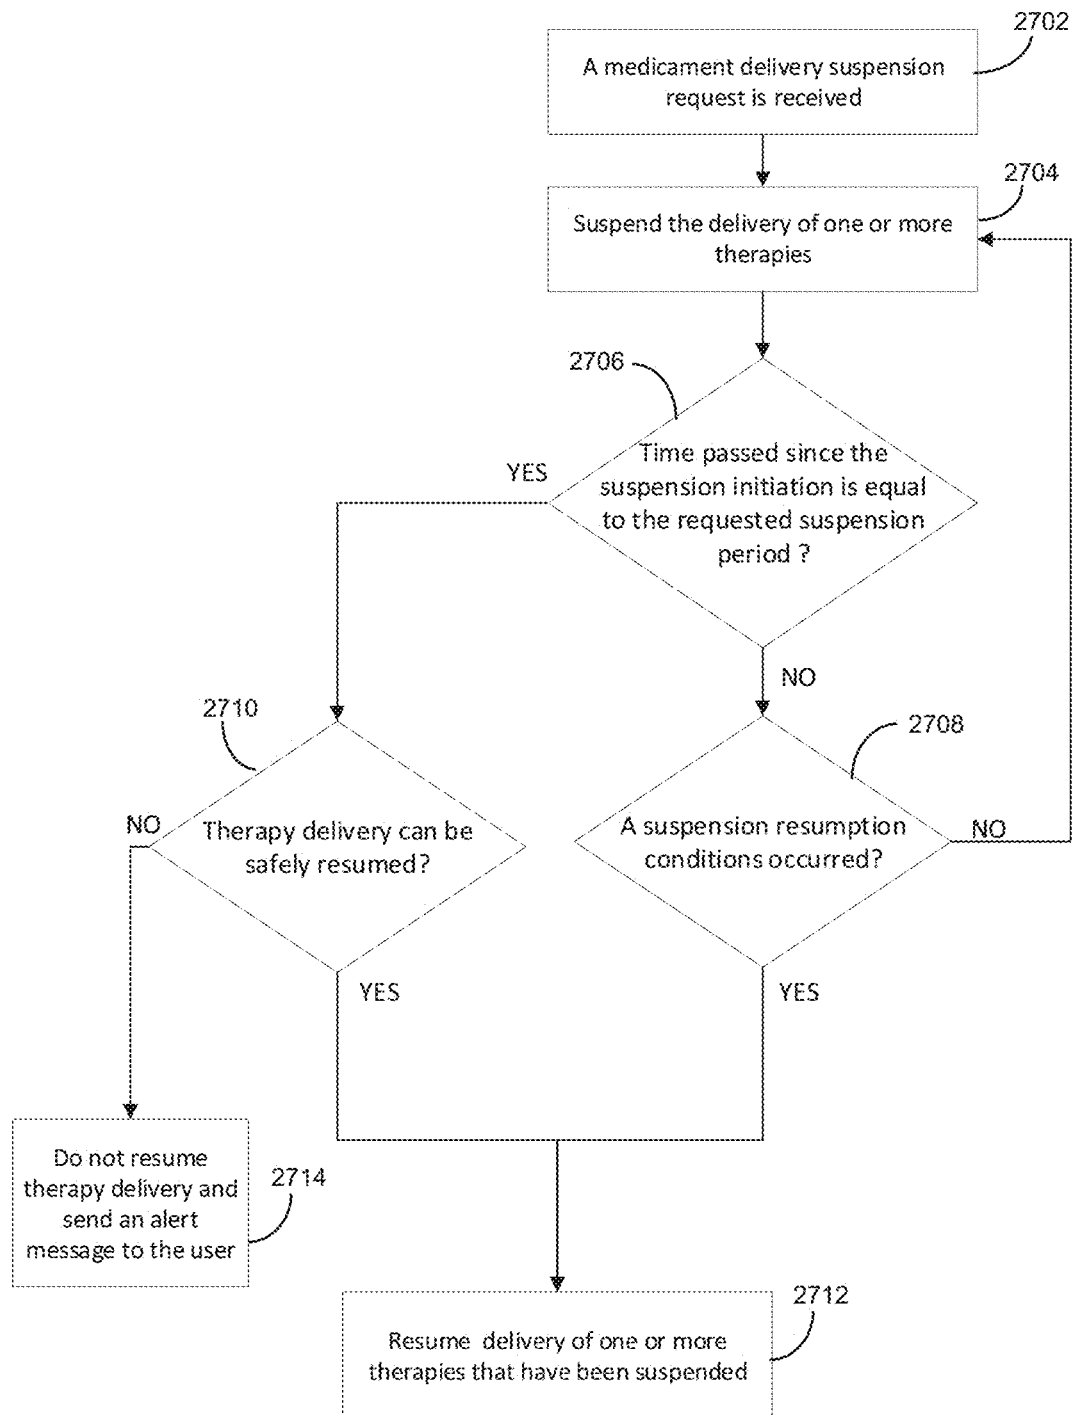 2702
A medicament delivery suspension
request is received
2704
Suspend the delivery of one or more
therapies
2706
Time passed since the
suspension initiation is equal
to the requested suspension
period ?
YES
NO
2710
2708
NO
Therapy delivery can be
safely resumed?
A suspension resumption
conditions occurred?
NO
YES
YES
Do not resume
therapy delivery and
send an alert
message to the user
2714
2712
Resume delivery of one or more
therapies that have been suspended